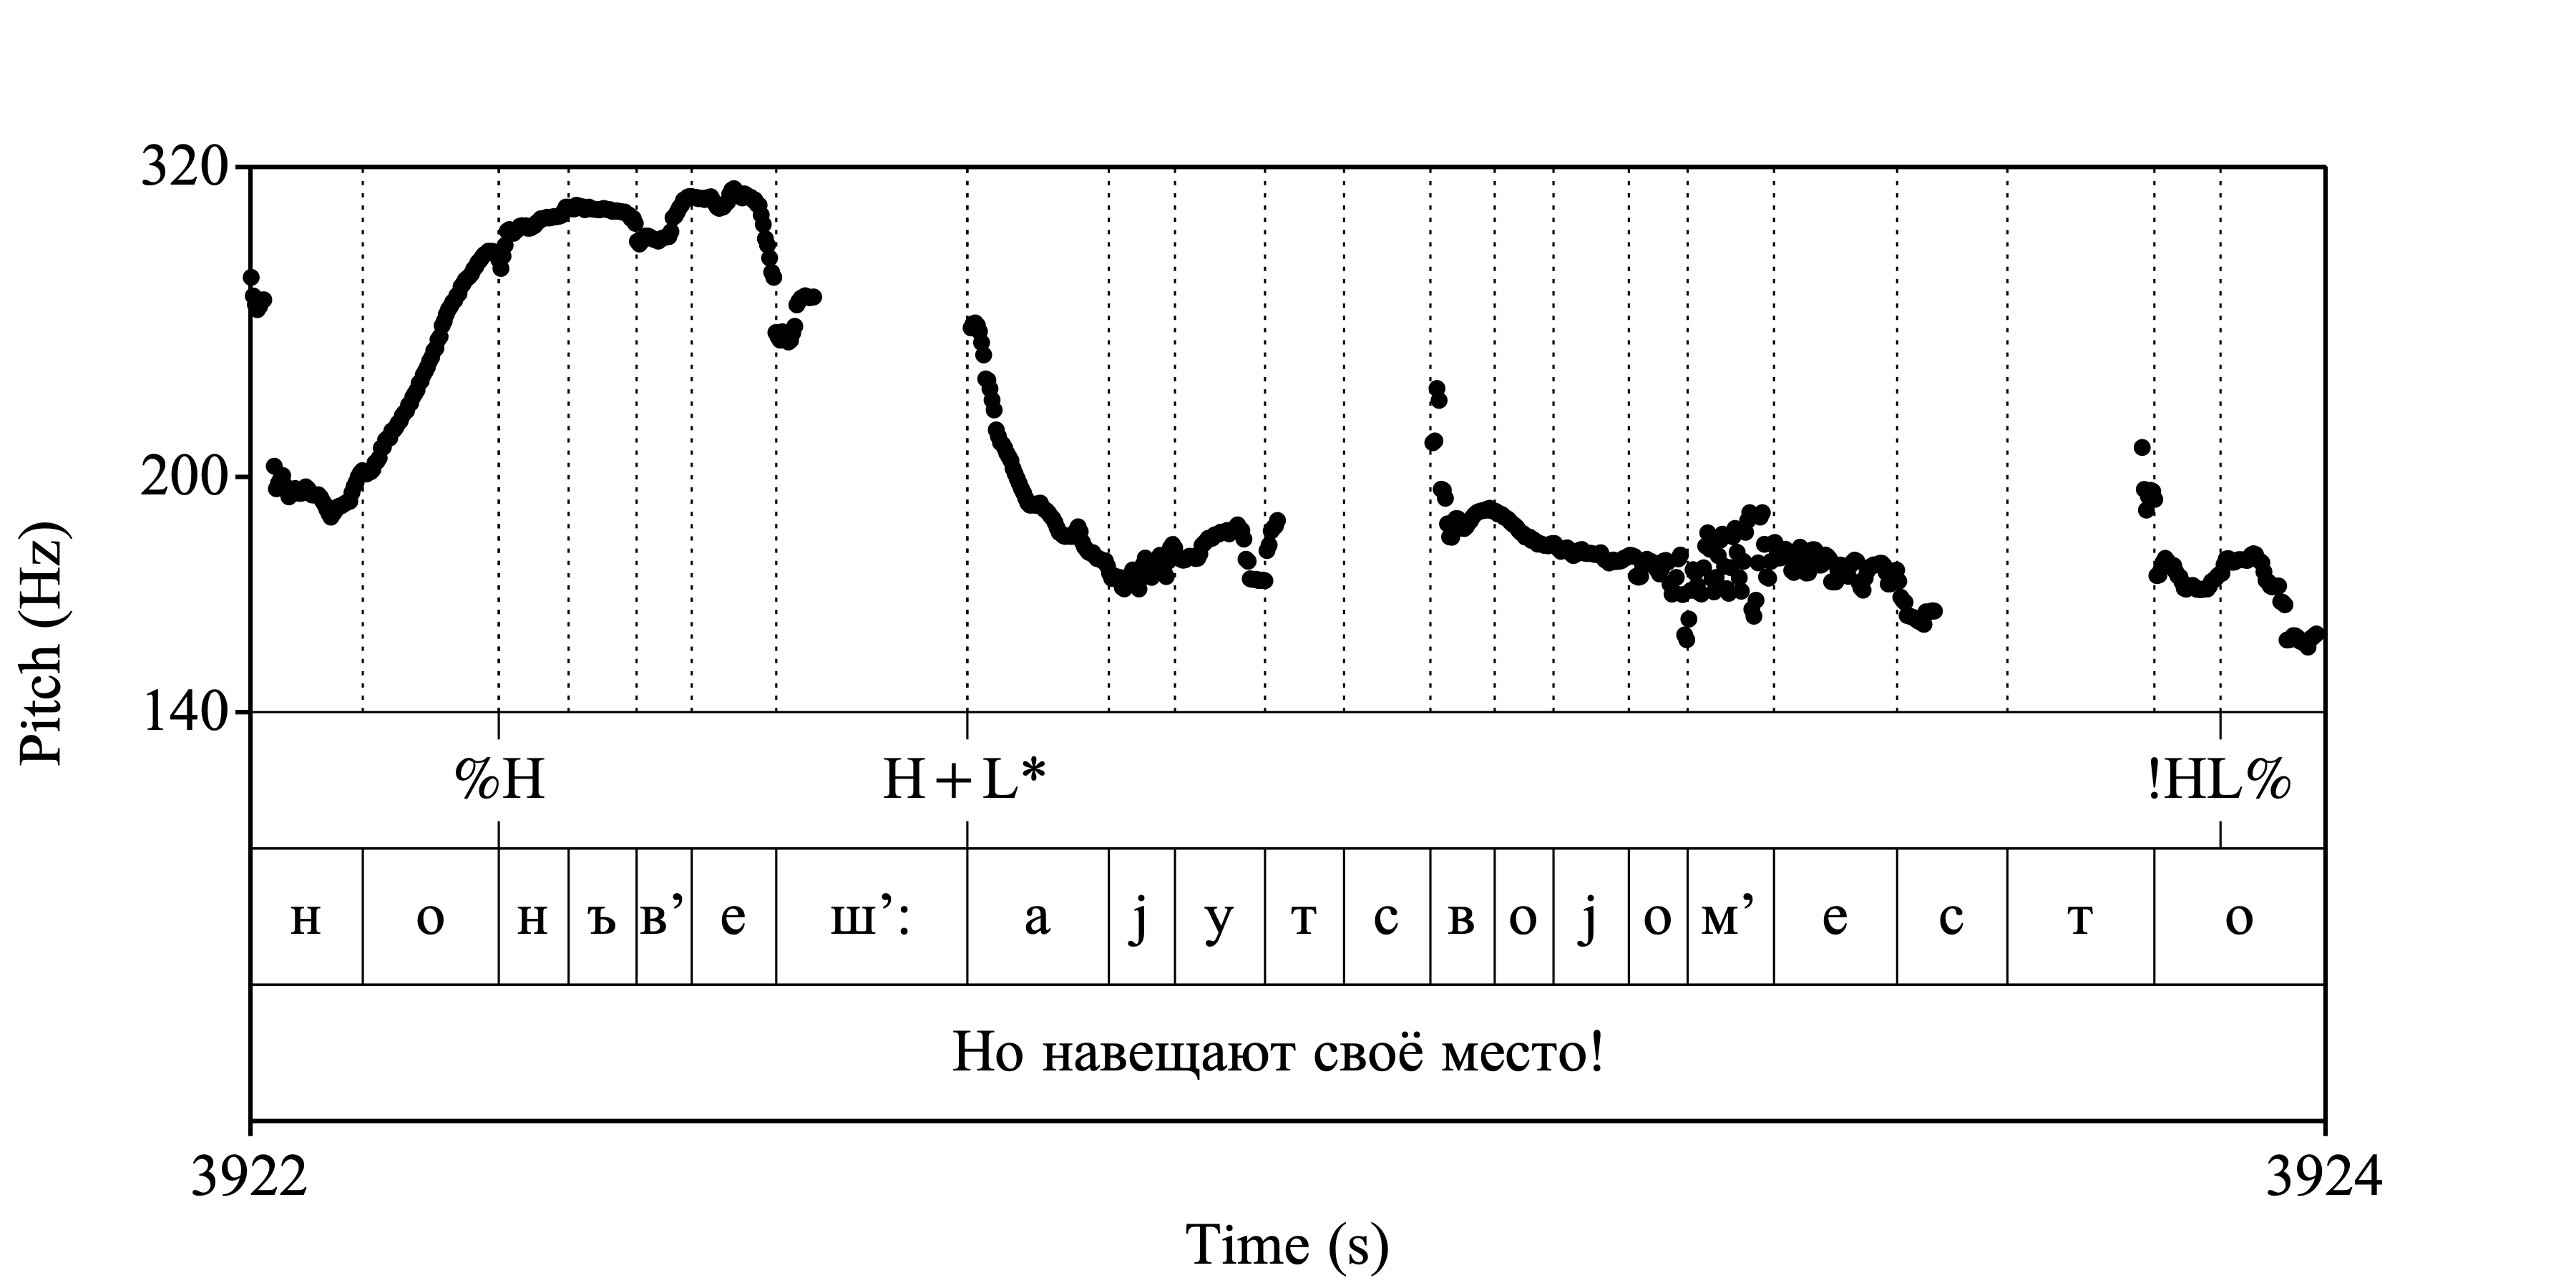 320
200
140
Pitch (Hz)
%H H+L* !HL%
н о н ъ в’ е ш’: а ј у т с в о ј о м’ е с т о
Но навещают своё место!
3922 3924
Time (s)